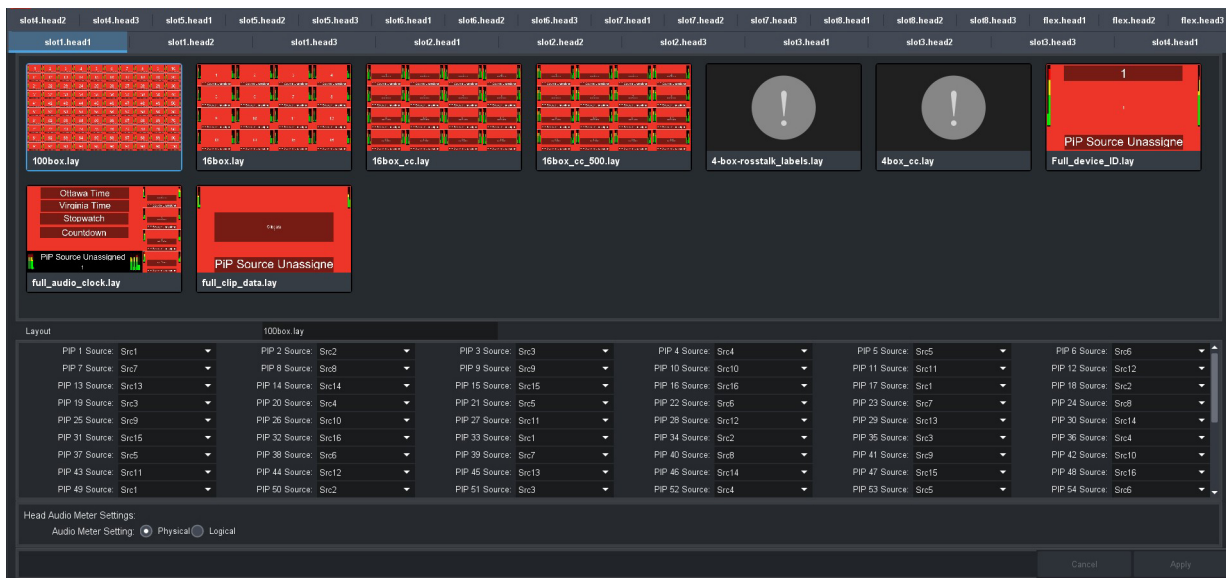 slot4.head2 slot4.head3 slot5.head1 slot5.head2 slot5.head3 slot6.head1 slot6.head2 slot6.head3 slot7.head1 slot7.head2 slot7.head3 slot8.head1 slot8.head2 slot8.head3 flex.head1 flex.head2 flex.head3
slot1.head1 slot1.head2 slot1.head3 slot2.head1 slot2.head2 slot2.head3 slot3.head1 slot3.head2 slot3.head3 slot4.head1
1
PIP Source Unassigne
100box.lay 16box.lay 16box_cc.lay 16box_cc_500.lay 4-box-rosstalk_labels.lay 4box_cc.lay Full_device_ID.lay
Ottawa Time
Virginia Time
Stopwatch
Countdown
PIP Source Unassigned
PIP Source Unassigne
full_audio_clock.lay full_clip_data.lay
Layout 100box.lay
PIP 1 Source: Src1 PIP 2 Source: Src2 PIP 3 Source: Src3 PIP 4 Source: Src4 PIP 5 Source: Src5 PIP 6 Source: Src6
PIP 7 Source: Src7 PIP 8 Source: Src8 PIP 9 Source: Src9 PIP 10 Source: Src10 PIP 11 Source: Src11 PIP 12 Source: Src12
PIP 13 Source: Src13 PIP 14 Source: Src14 PIP 15 Source: Src15 PIP 16 Source: Src16 PIP 17 Source: Src1 PIP 18 Source: Src2
PIP 19 Source: Src3 PIP 20 Source: Src4 PIP 21 Source: Src5 PIP 22 Source: Src6 PIP 23 Source: Src7 PIP 24 Source: Src8
PIP 25 Source: Src9 PIP 26 Source: Src10 PIP 27 Source: Src11 PIP 28 Source: Src12 PIP 29 Source: Src13 PIP 30 Source: Src14
PIP 31 Source: Src15 PIP 32 Source: Src16 PIP 33 Source: Src1 PIP 34 Source: Src2 PIP 35 Source: Src3 PIP 36 Source: Src4
PIP 37 Source: Src5 PIP 38 Source: Src6 PIP 39 Source: Src7 PIP 40 Source: Src8 PIP 41 Source: Src9 PIP 42 Source: Src10
PIP 43 Source: Src11 PIP 44 Source: Src12 PIP 45 Source: Src13 PIP 46 Source: Src14 PIP 47 Source: Src15 PIP 48 Source: Src16
PIP 49 Source: Src1 PIP 50 Source: Src2 PIP 51 Source: Src3 PIP 52 Source: Src4 PIP 53 Source: Src5 PIP 54 Source: Src6
Head Audio Meter Settings:
Audio Meter Setting: Physical Logical
Cancel Apply